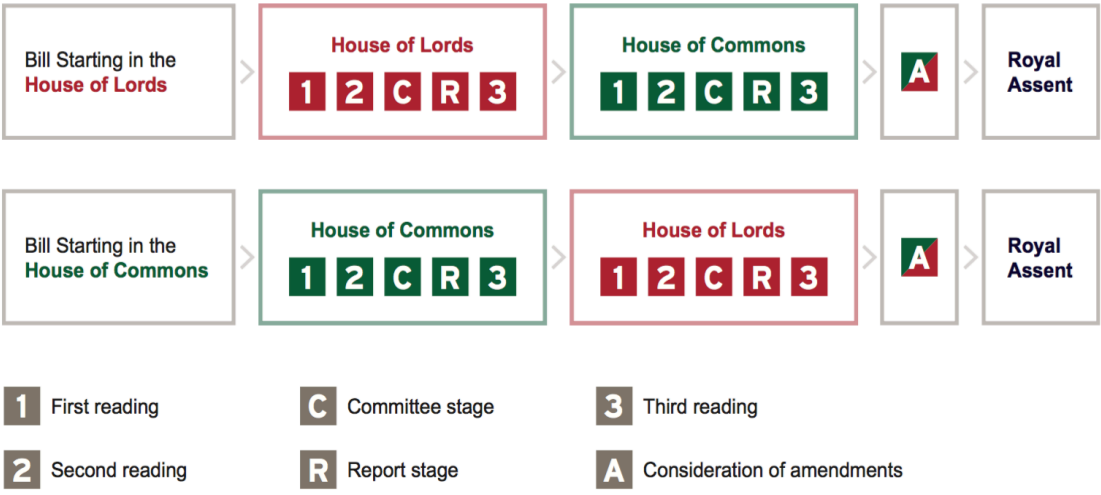 Bill Starting in the
House of Lords
House of Lords
1 2 C R 3
House of Commons
1 2 C R 3
A
Royal
Assent
Bill Starting in the
House of Commons
House of Commons
1 2 C R 3
House of Lords
1 2 C R 3
A
Royal
Assent
1 First reading
C Committee stage
3 Third reading
2 Second reading
R Report stage
A Consideration of amendments